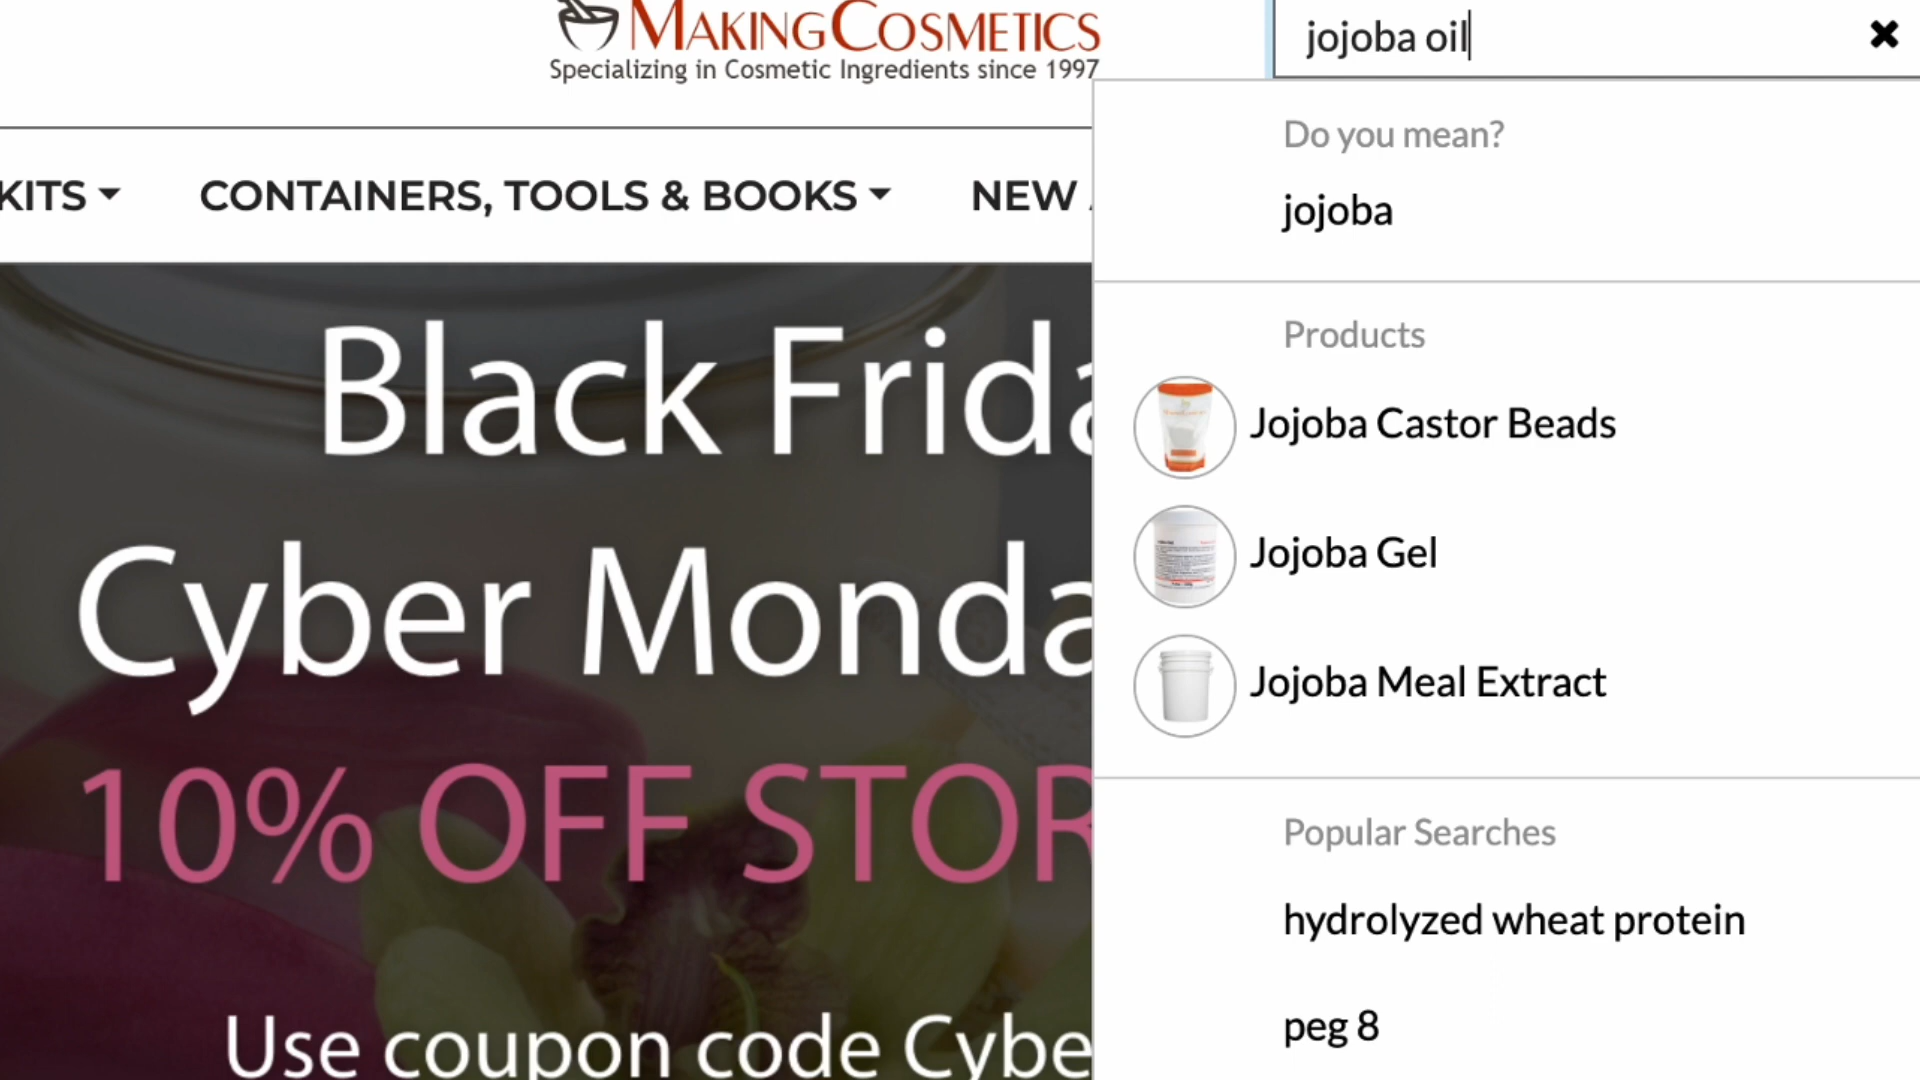 MAKINGCOSMETICS
Specializing in Cosmetic Ingredients since 1997
jojoba oil
Do you mean?
jojoba
KITS
CONTAINERS, TOOLS & BOOKS
NEW
Products
Jojoba Castor Beads
Jojoba Gel
Jojoba Meal Extract
Popular Searches
hydrolyzed wheat protein
peg 8
Black Frida
Cyber Monda
10% OFF STOR
Use coupon code Cybe